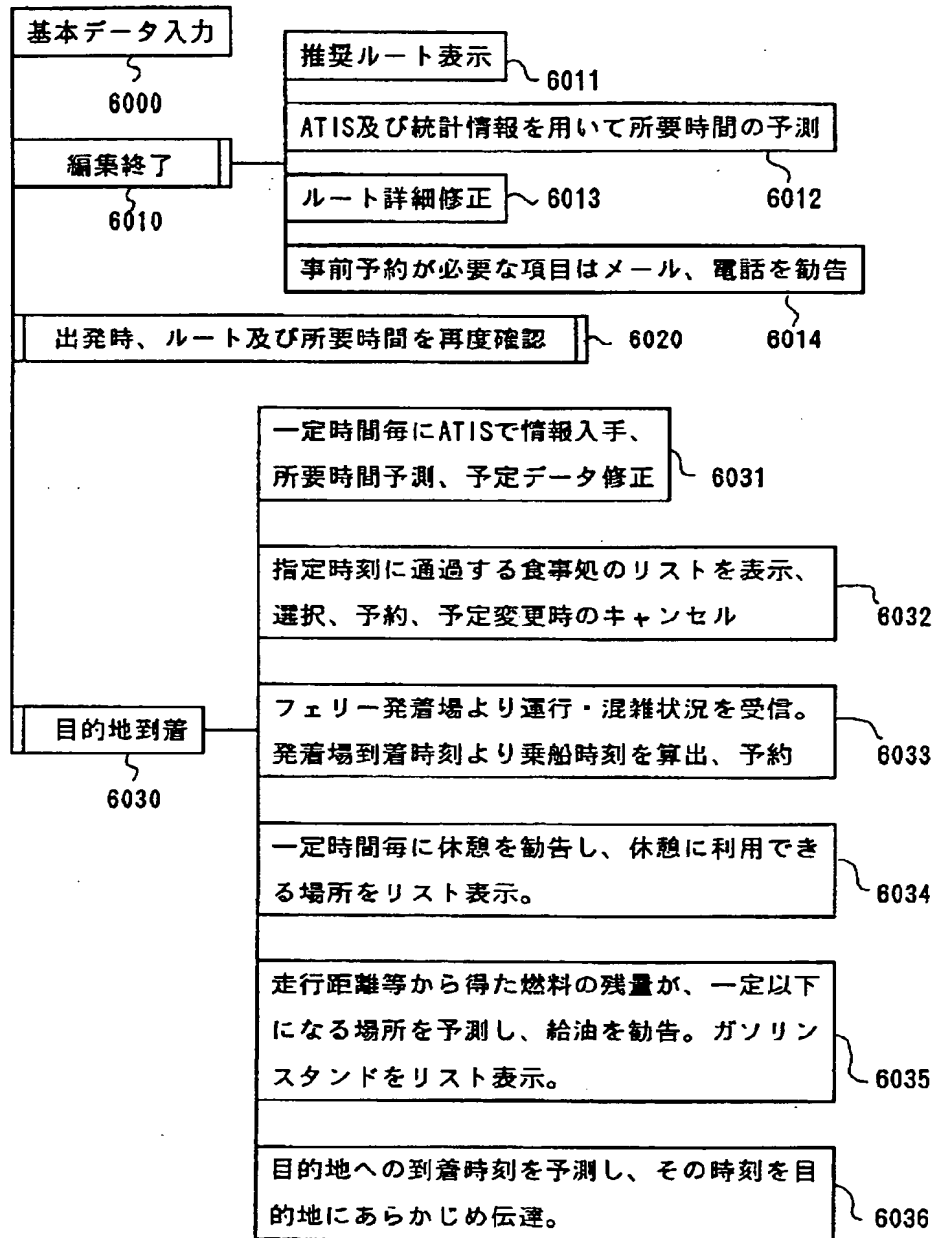 基本データ入力
6000
推奨ルート表示
6011
ATIS及び統計情報を用いて所要時間の予測
6012
編集終了
6010
ルート詳細修正
6013
事前予約が必要な項目はメール、電話を勧告
6014
出発時、ルート及び所要時間を再度確認
6020
一定時間毎にATISで情報入手、
所要時間予測、予定データ修正
6031
指定時刻に通過する食事処のリストを表示、
選択、予約、予定変更時のキャンセル
6032
目的地到着
6030
フェリー発着場より運行・混雑状況を受信。
発着場到着時刻より乗船時刻を算出、予約
6033
一定時間毎に休憩を勧告し、休憩に利用でき
る場所をリスト表示。
6034
走行距離等から得た燃料の残量が、一定以下
になる場所を予測し、給油を勧告。ガソリン
スタンドをリスト表示。
6035
目的地への到着時刻を予測し、その時刻を目
的地にあらかじめ伝達。
6036